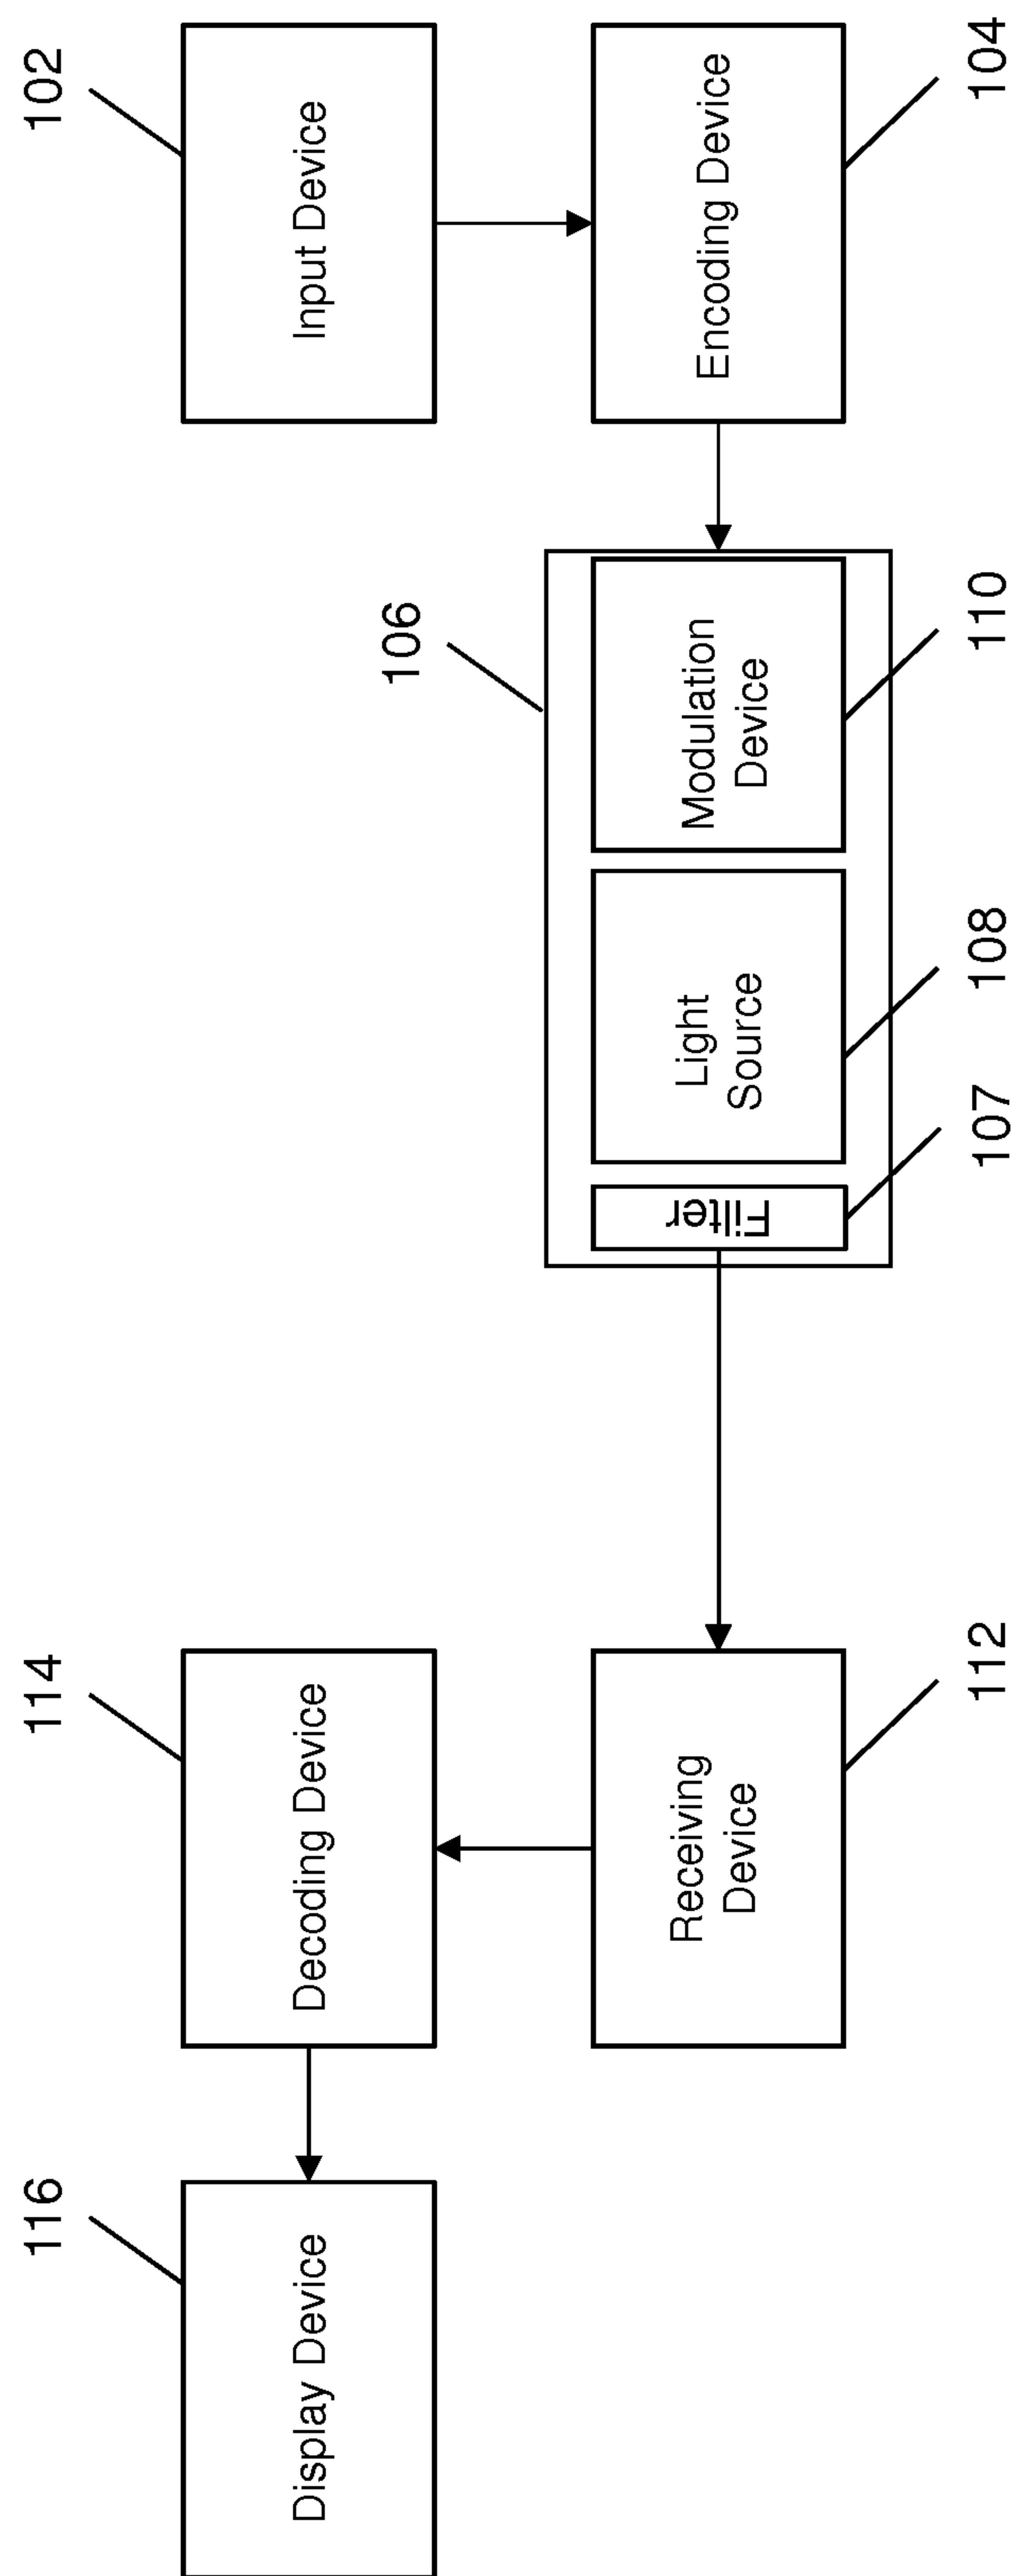 102
Input Device
104
Encoding Device
106
110
Modulation
Device
108
Light
Source
107
Filter
112
Receiving
Device
114
Decoding Device
116
Display Device